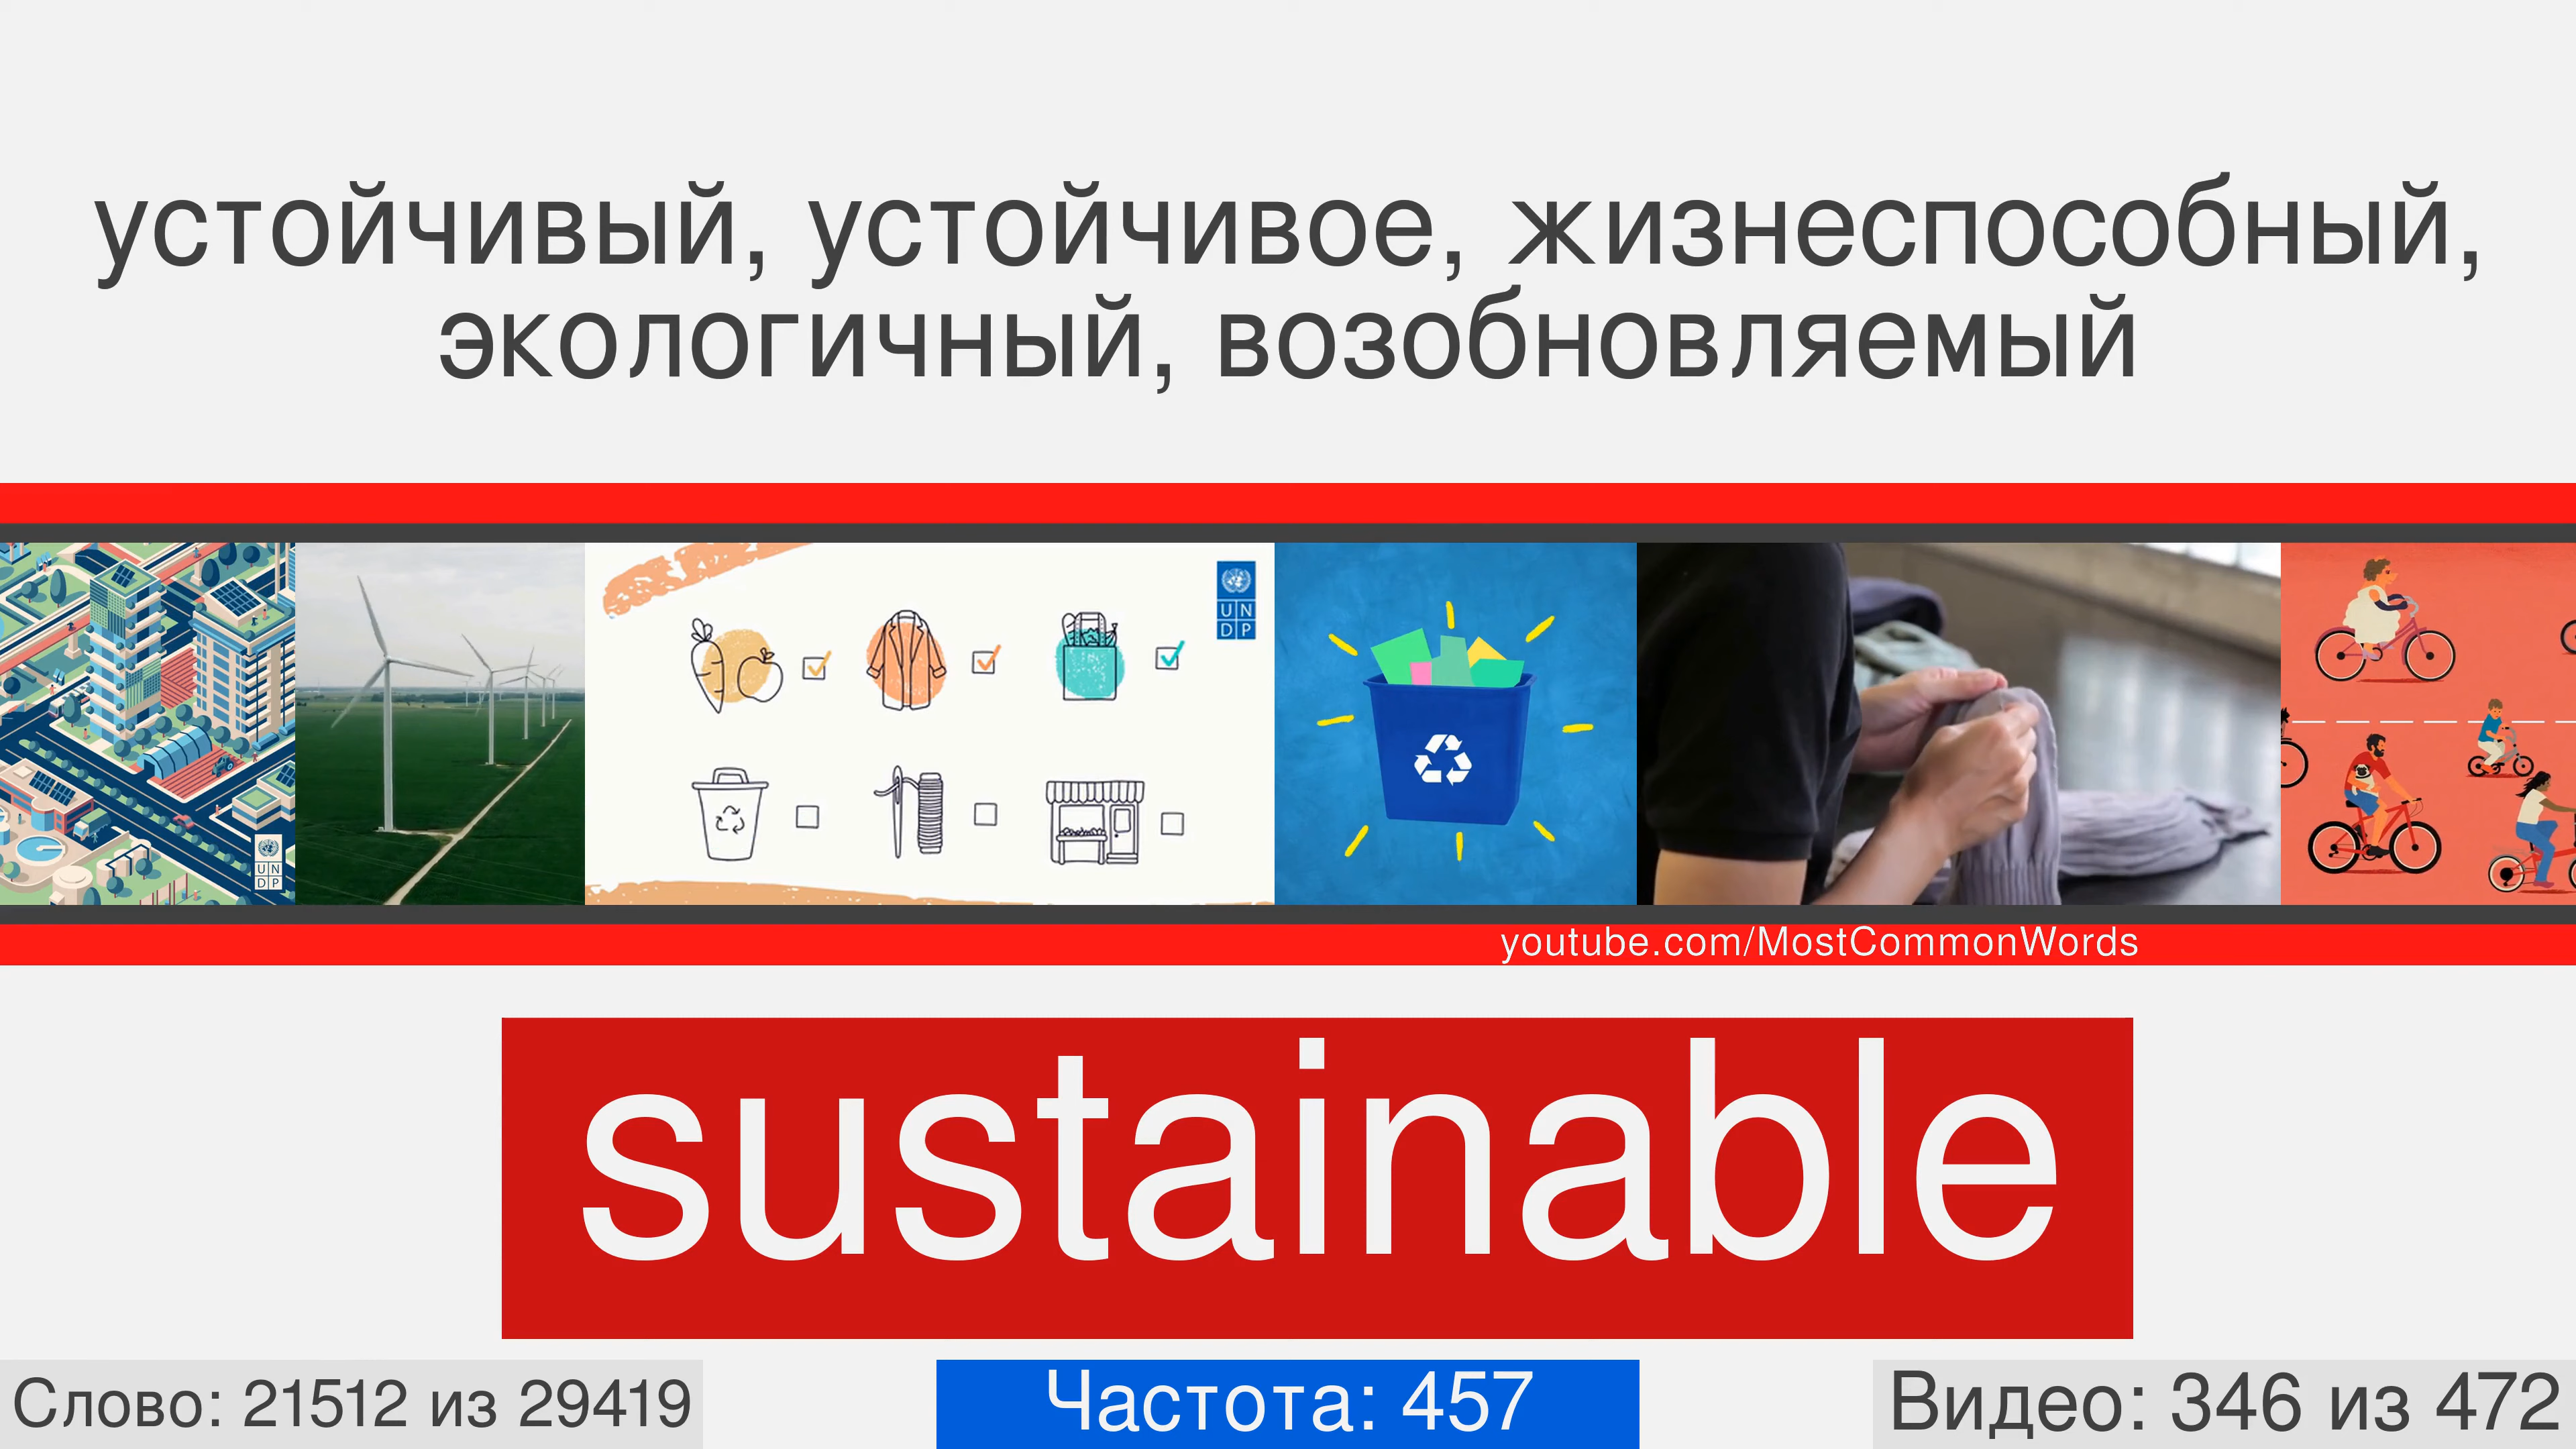 устойчивый, устойчивое, жизнеспособный,
экологичный, возобновляемый
U N
D P
U N
D P
youtube.com/MostCommonWords
sustainable
Слово: 21512 из 29419
Частота: 457
Видео: 346 из 472